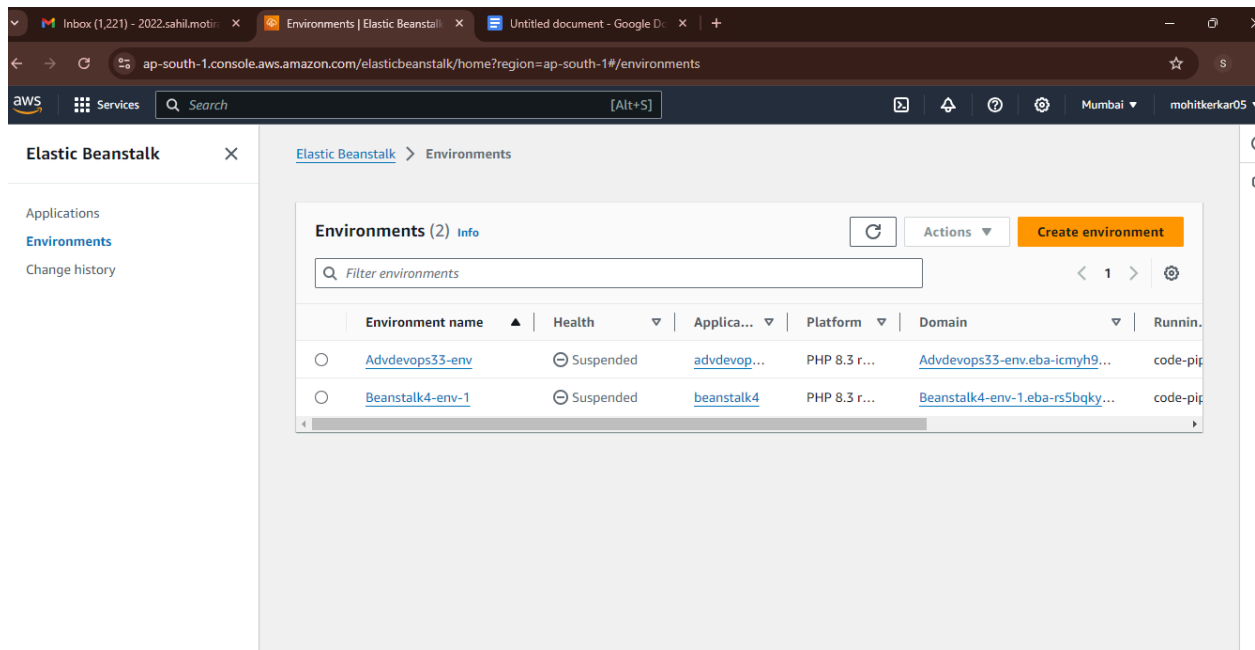 Inbox (1,221) - 2022.sahil.motir
Environments | Elastic Beanstalk
Untitled document - Google Do
ap-south-1.console.aws.amazon.com/elasticbeanstalk/home?region=ap-south-1#/environments
S
aws Services Search [Alt+S] Mumbai mohitkerkar05
Elastic Beanstalk
Applications
Environments
Change history
Elastic Beanstalk > Environments
Environments (2) Info
Actions
Create environment
Filter environments
1
Environment name Health Applica... Platform Domain Runnin.
Advdevops33-env Suspended advdevop... PHP 8.3 r... Advdevops33-env.eba-icmyh9... code-pip
Beanstalk4-env-1 Suspended beanstalk4 PHP 8.3 r... Beanstalk4-env-1.eba-rs5bqky... code-pip